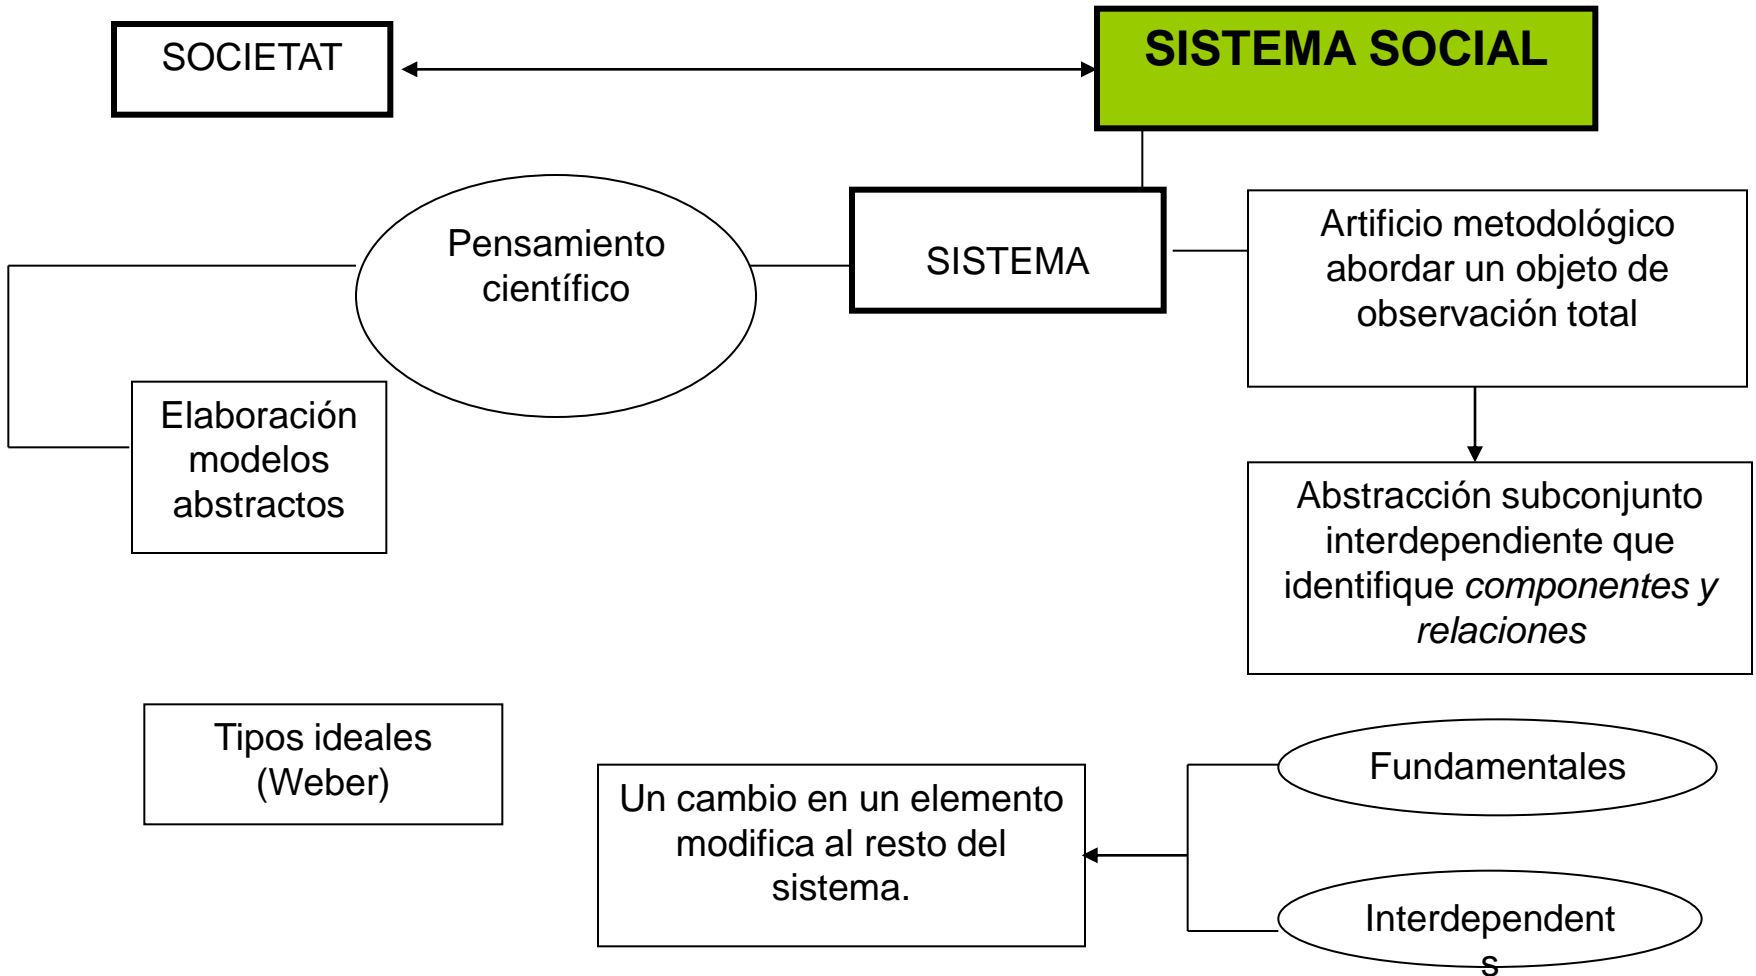 SOCIETAT
SISTEMA SOCIAL
Pensamiento
científico
SISTEMA
Artificio metodológico
abordar un objeto de
observación total
Elaboración
modelos
abstractos
Abstracción subconjunto
interdependiente que
identifique componentes y
relaciones
Tipos ideales
(Weber)
Un cambio en un elemento
modifica al resto del
sistema.
Fundamentales
Interdependent
s